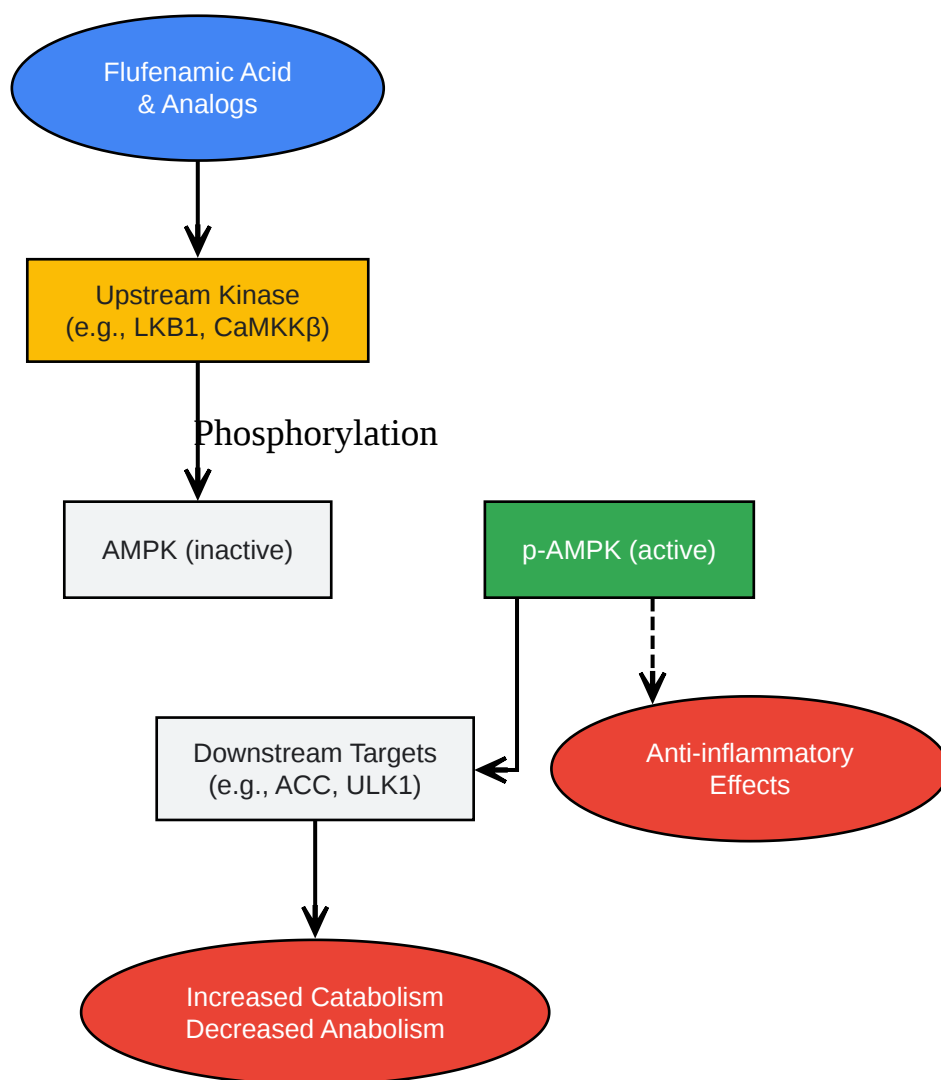 Flufenamic Acid
& Analogs
Upstream Kinase
(e.g., LKB1, CaMKKβ)
Phosphorylation
AMPK (inactive)
p-AMPK (active)
Downstream Targets
(e.g., ACC, ULK1)
Anti-inflammatory
Effects
Increased Catabolism
Decreased Anabolism